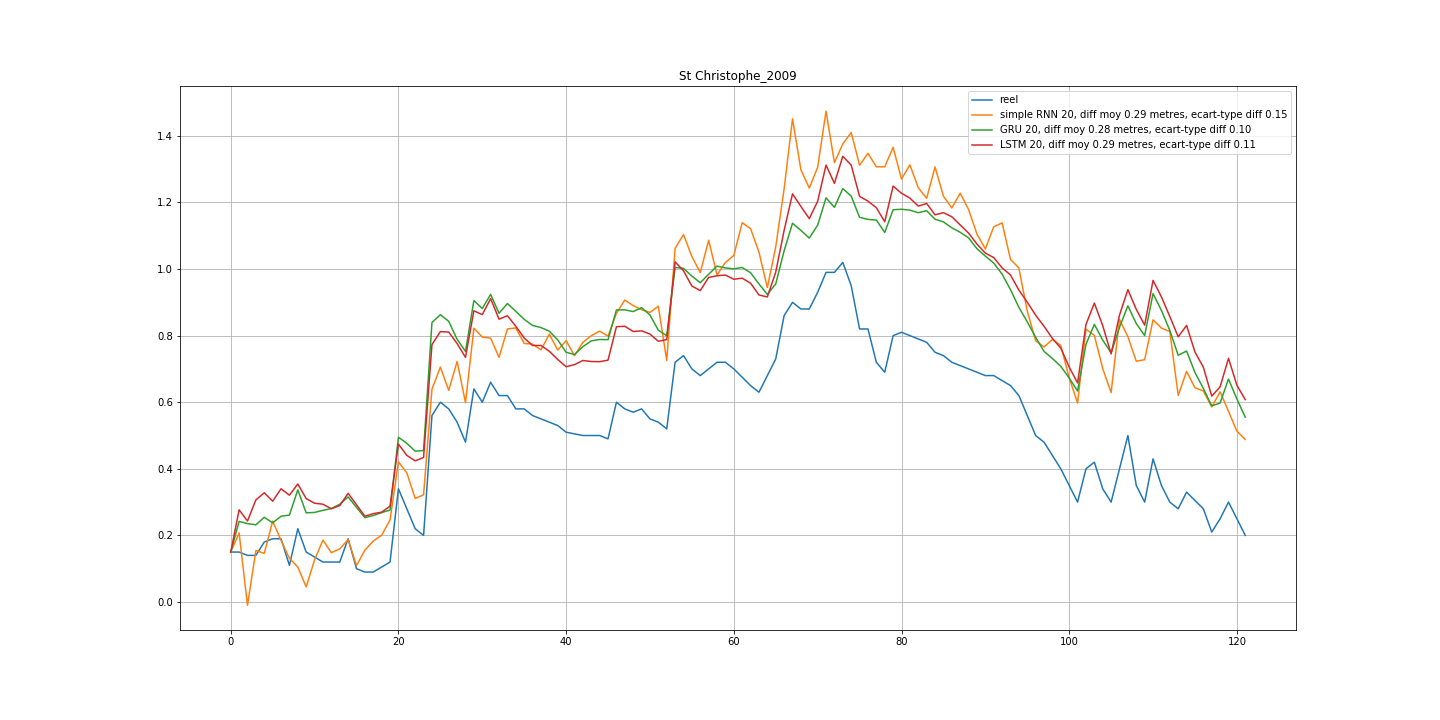 St Christophe_2009
reel
simple RNN 20, diff moy 0.29 metres, ecart-type diff 0.15
GRU 20, diff moy 0.28 metres, ecart-type diff 0.10
LSTM 20, diff moy 0.29 metres, ecart-type diff 0.11
1.4
1.2
1.0
0.8
0.6
0.4
0.2
0.0
0 20 40 60 80 100 120